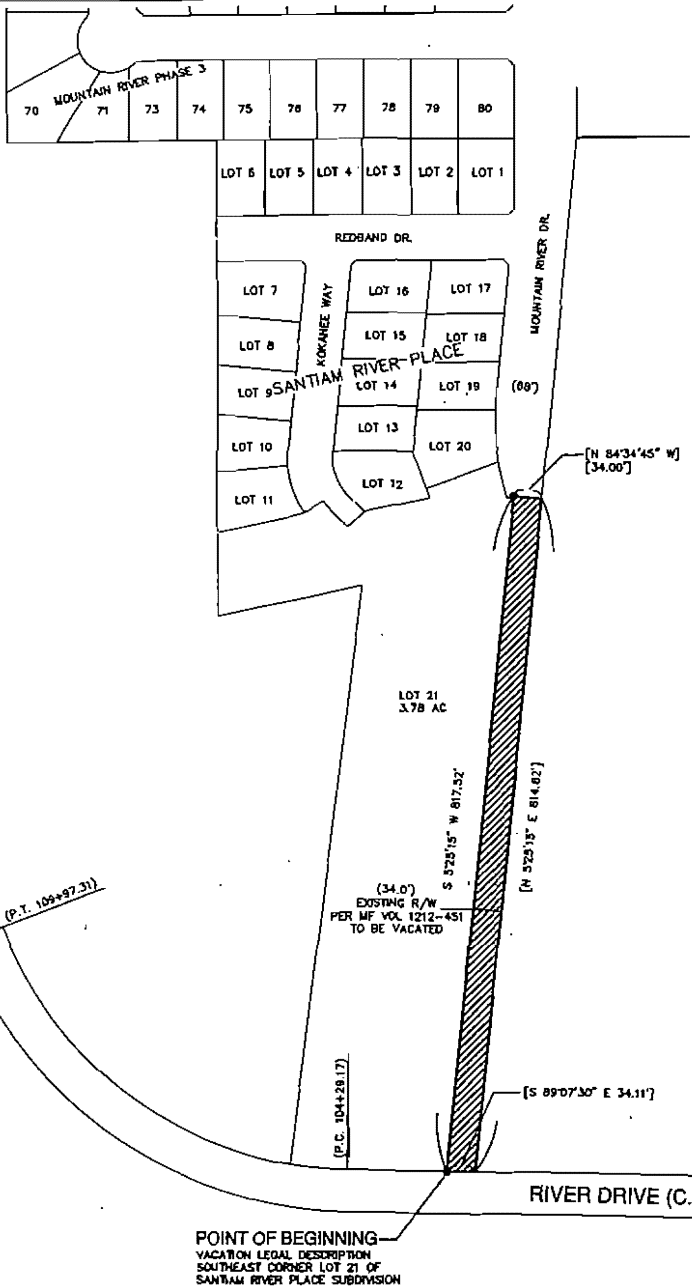 MOUNTAIN RIVER PHASE 3
70
71
73
74
75
76
77
78
79
80
LOT 6
LOT 5
LOT 4
LOT 3
LOT 2
LOT 1
REDBAND DR.
MOUNTAIN RIVER DR.
LOT 7
KOKANEE WAY
LOT 16
LOT 17
LOT 8
LOT 15
LOT 18
SANTIAM RIVER PLACE
LOT 9
LOT 14
LOT 19
(68')
LOT 10
LOT 13
LOT 20
[N 84°34'45" W]
[34.00']
LOT 11
LOT 12
LOT 21
3.78 AC
S 5°25'15" W 817.52'
[N 5°25'15" E 814.82']
(34.0')
EXISTING R/W
PER MF VOL 1212-451
TO BE VACATED
(P.T. 109+97.31)
(P.C. 104+29.17)
[S 89°07'30" E 34.11']
RIVER DRIVE (C.
POINT OF BEGINNING
VACATION LEGAL DESCRIPTION
SOUTHEAST CORNER LOT 21 OF
SANTIAM RIVER PLACE SUBDIVISION